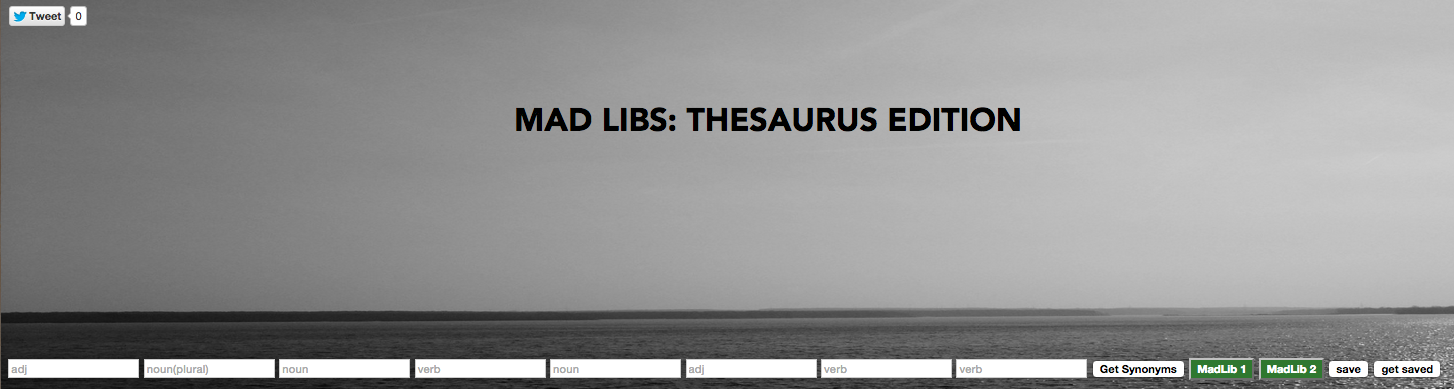 Tweet 0
MAD LIBS: THESAURUS EDITION
adj noun(plural) noun verb noun adj verb verb Get Synonyms MadLib 1 MadLib 2 save get saved